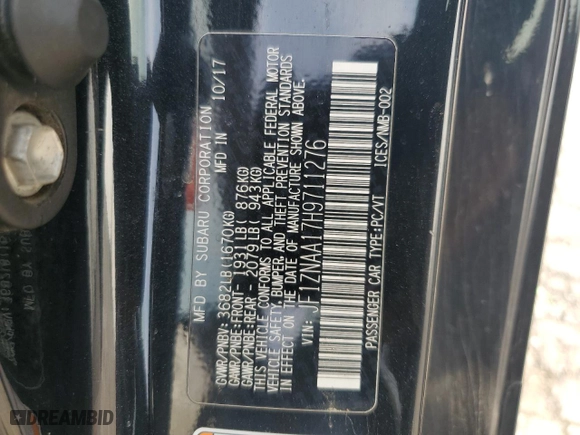 MFD BY SUBARU CORPORATION
MFD IN 10/17
GVWR/PNBV:3682LB(1670KG)
GAWR/PNBE:FRONT-1931LB( 876KG)
GAWR/PNBE:REAR -2079LB( 943KG)
THIS VEHICLE CONFORMS TO ALL APPLICABLE FEDERAL MOTOR
VEHICLE SAFETY, BUMPER, AND THEFT PREVENTION STANDARDS
IN EFFECT ON THE DATE OF MANUFACTURE SHOWN ABOVE.
VIN: JF1ZNAA17H9711276
PASSENGER CAR /TYPE:PC/VT ICES/NMB-002
DREAMBID